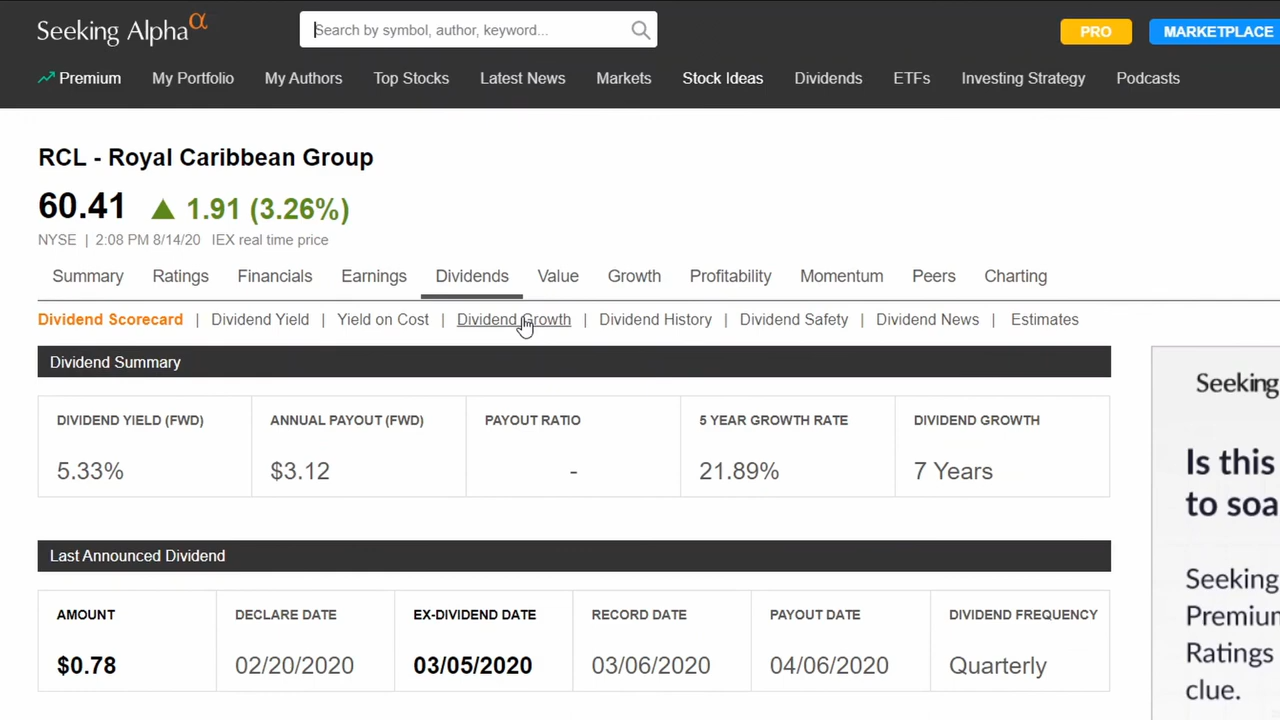 Seeking Alpha α
Search by symbol, author, keyword...
PRO
MARKETPLACE
Premium My Portfolio My Authors Top Stocks Latest News Markets Stock Ideas Dividends ETFs Investing Strategy Podcasts
RCL - Royal Caribbean Group
60.41 ▲ 1.91 (3.26%)
NYSE | 2:08 PM 8/14/20 IEX real time price
Summary Ratings Financials Earnings Dividends Value Growth Profitability Momentum Peers Charting
Dividend Scorecard | Dividend Yield | Yield on Cost | Dividend Growth | Dividend History | Dividend Safety | Dividend News | Estimates
Dividend Summary
DIVIDEND YIELD (FWD) ANNUAL PAYOUT (FWD) PAYOUT RATIO 5 YEAR GROWTH RATE DIVIDEND GROWTH
5.33% $3.12 - 21.89% 7 Years
Last Announced Dividend
AMOUNT DECLARE DATE EX-DIVIDEND DATE RECORD DATE PAYOUT DATE DIVIDEND FREQUENCY
$0.78 02/20/2020 03/05/2020 03/06/2020 04/06/2020 Quarterly
Seeking
Is this
to soa
Seeking
Premium
Ratings
clue.